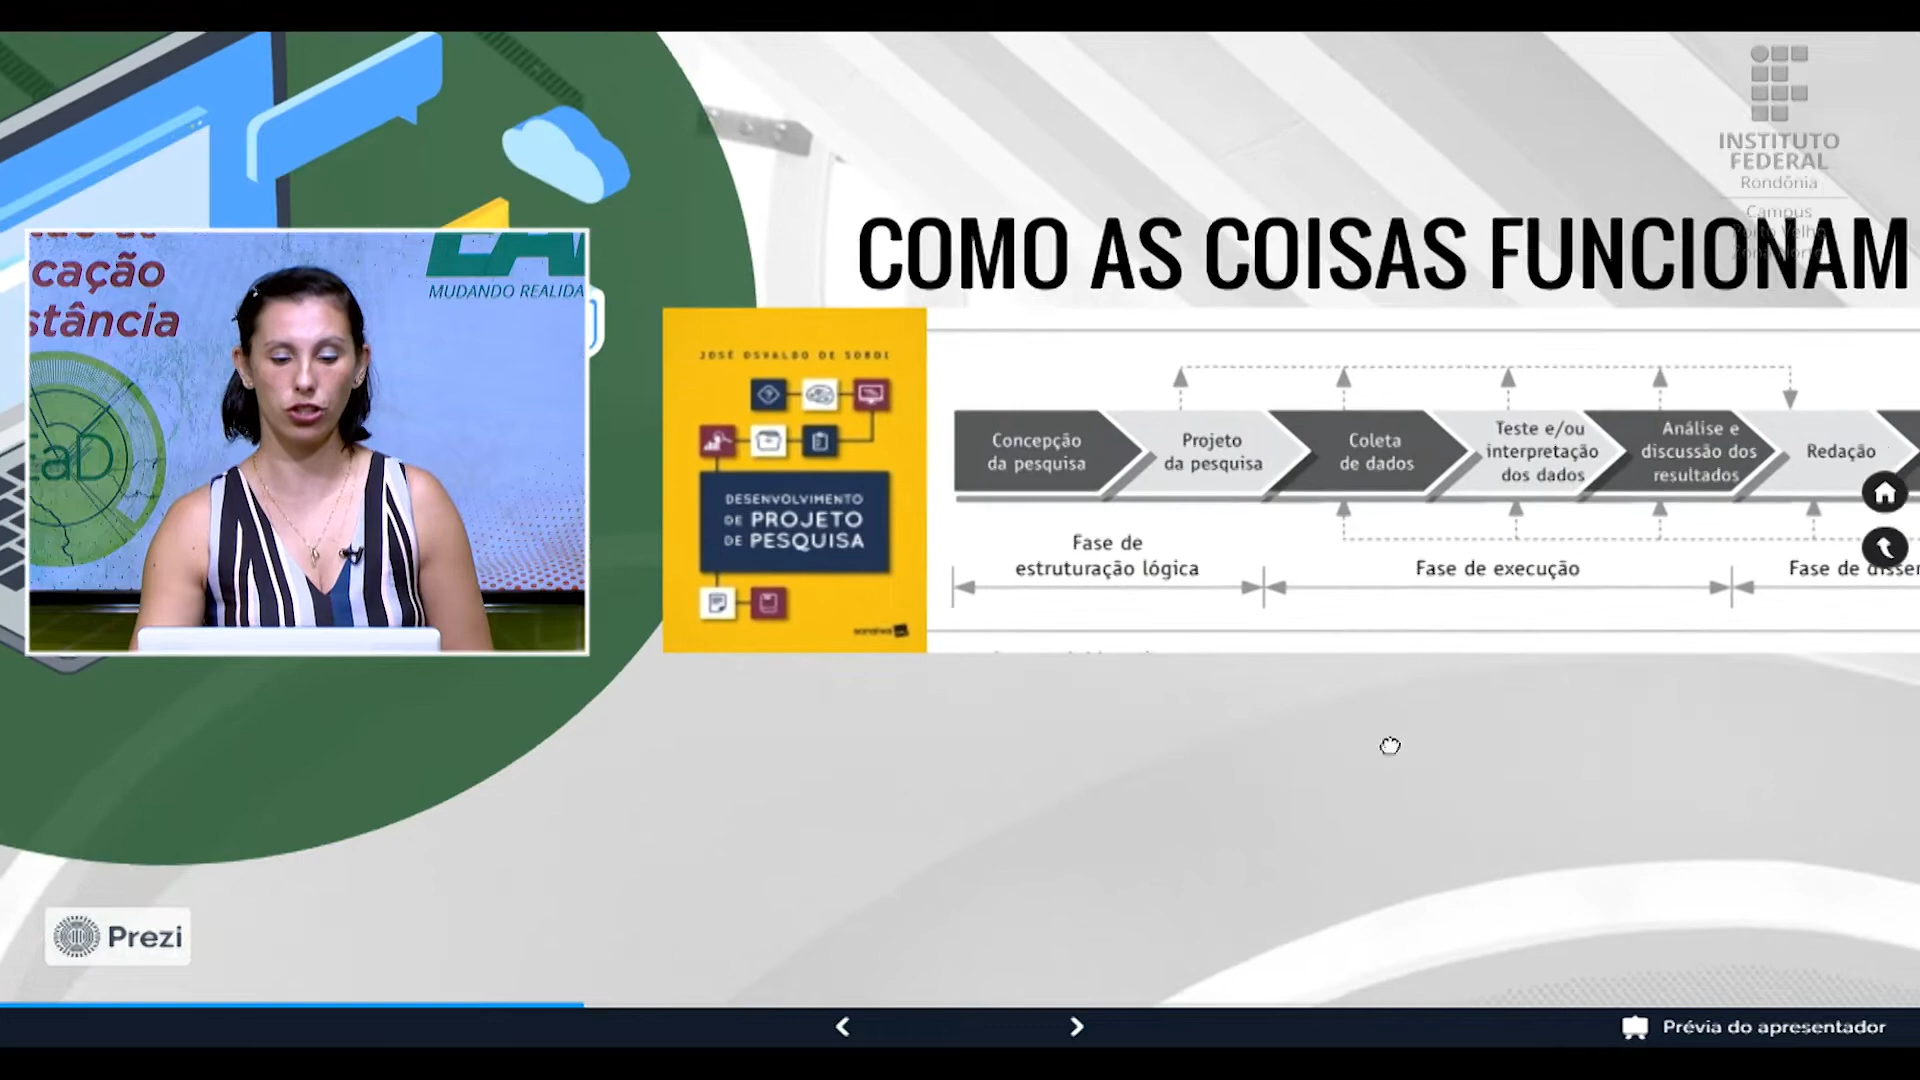 INSTITUTO
FEDERAL
Rondônia
Campus
COMO AS COISAS FUNCIONAM
cação
stância
MUDANDO REALIDA
EaD
JOSÉ OSVALDO DE SORDI
DESENVOLVIMENTO
DE PROJETO
DE PESQUISA
Concepção
da pesquisa
Projeto
da pesquisa
Coleta
de dados
Teste e/ou
interpretação
dos dados
Análise e
discussão dos
resultados
Redação
Fase de
estruturação lógica
Fase de execução
Fase de
Prezi
Prévia do apresentador